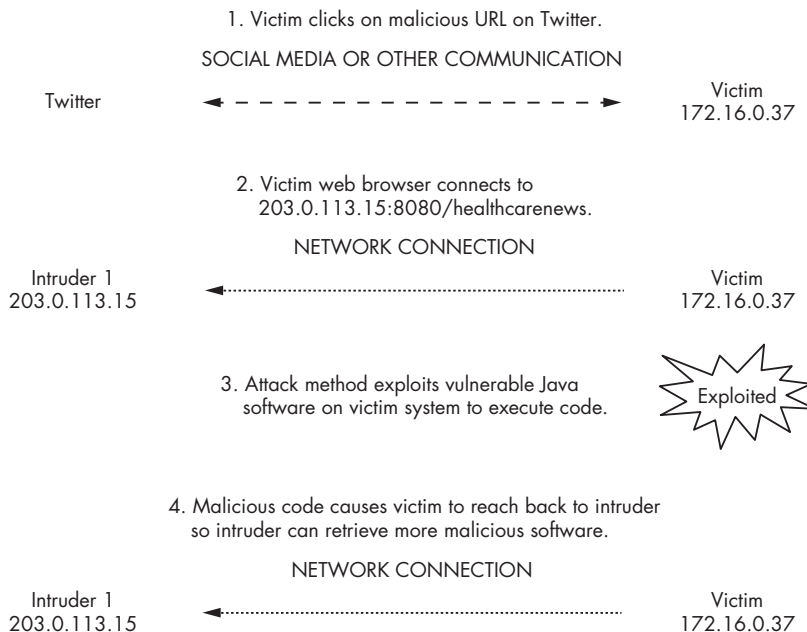 1. Victim clicks on malicious URL on Twitter.
SOCIAL MEDIA OR OTHER COMMUNICATION
Twitter
Victim
172.16.0.37
2. Victim web browser connects to
203.0.113.15:8080/healthcarenews.
NETWORK CONNECTION
Intruder 1
203.0.113.15
Victim
172.16.0.37
3. Attack method exploits vulnerable Java
software on victim system to execute code.
Exploited
4. Malicious code causes victim to reach back to intruder
so intruder can retrieve more malicious software.
NETWORK CONNECTION
Intruder 1
203.0.113.15
Victim
172.16.0.37